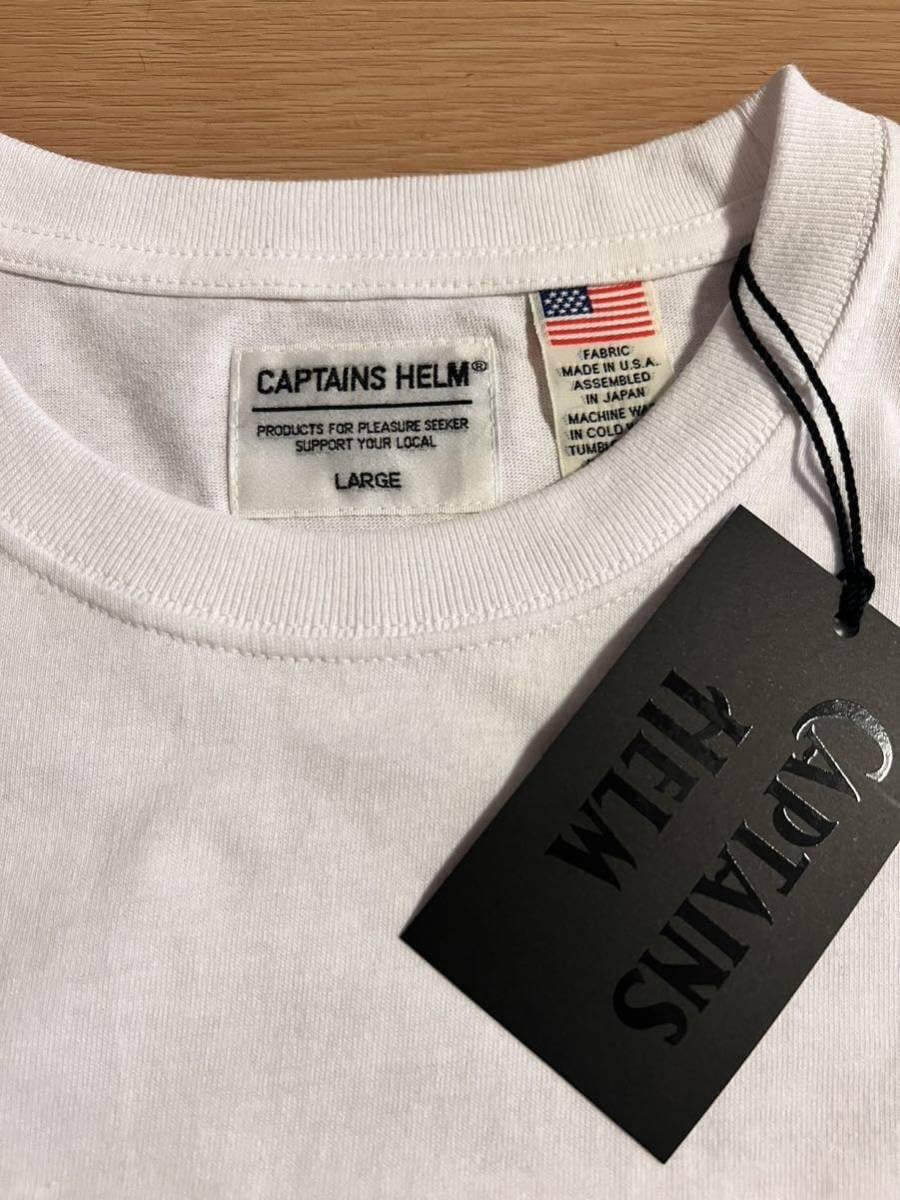 CAPTAINS HELM®
PRODUCTS FOR PLEASURE SEEKER
SUPPORT YOUR LOCAL
LARGE
FABRIC
MADE IN U.S.A.
ASSEMBLED
IN JAPAN
MACHINE
IN COLD
CAPTAINS
HELM